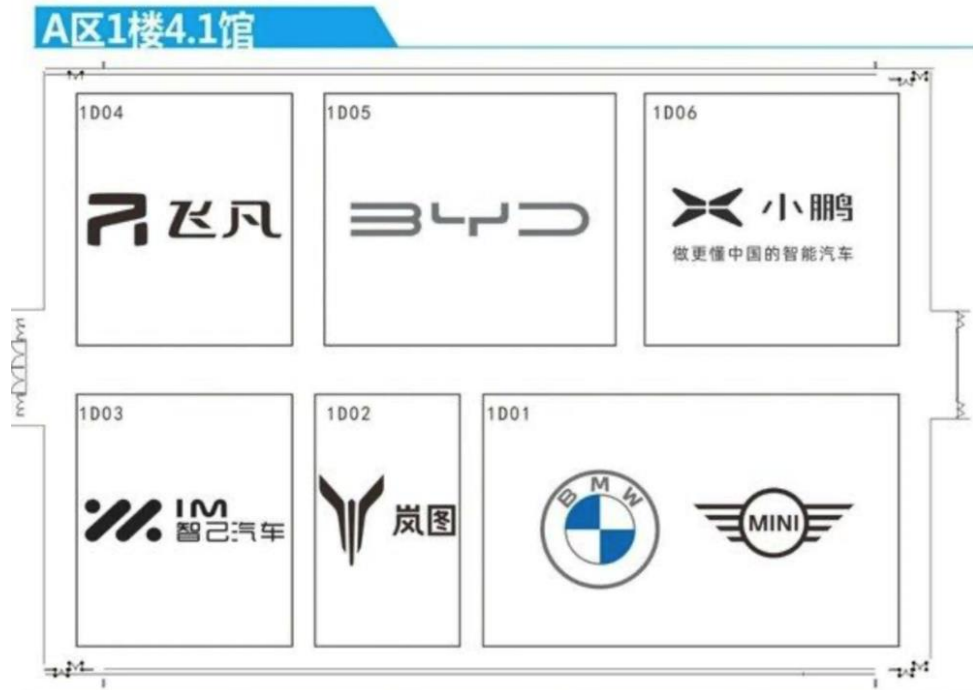 A区1楼4.1馆
1D04
飞凡
1D05
BYD
1D06
小鹏
做更懂中国的智能汽车
1D03
IM
智己汽车
1D02
岚图
1D01
BMW
MINI